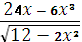 24x - 6x³
√12 - 2x²